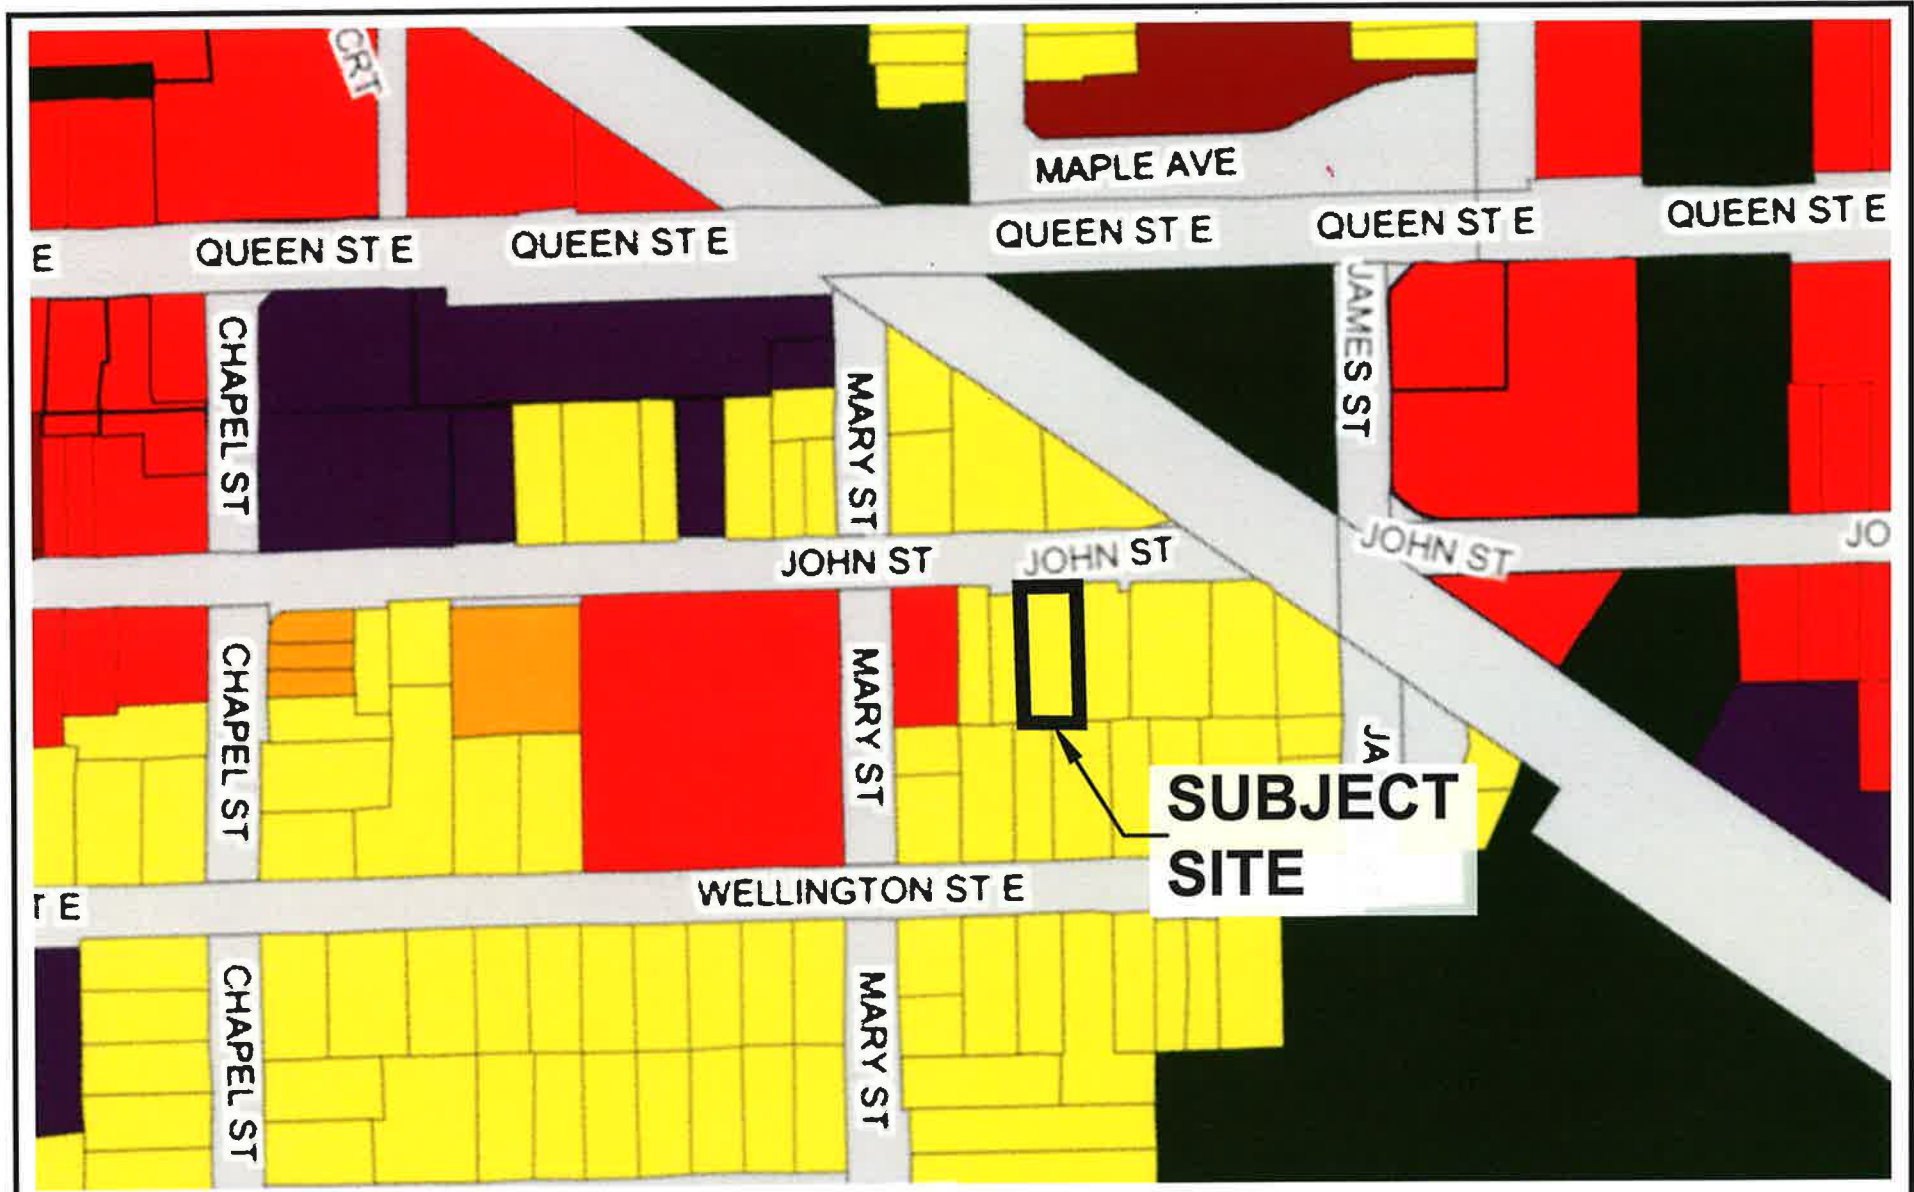 CRT
MAPLE AVE
QUEEN ST E
QUEEN ST E
QUEEN ST E
QUEEN ST E
QUEEN ST E
E
CHAPEL ST
MARY ST
JAMES ST
JOHN ST
JOHN ST
JOHN ST
JO
CHAPEL ST
MARY ST
JA
SUBJECT
SITE
WELLINGTON ST E
T E
CHAPEL ST
MARY ST